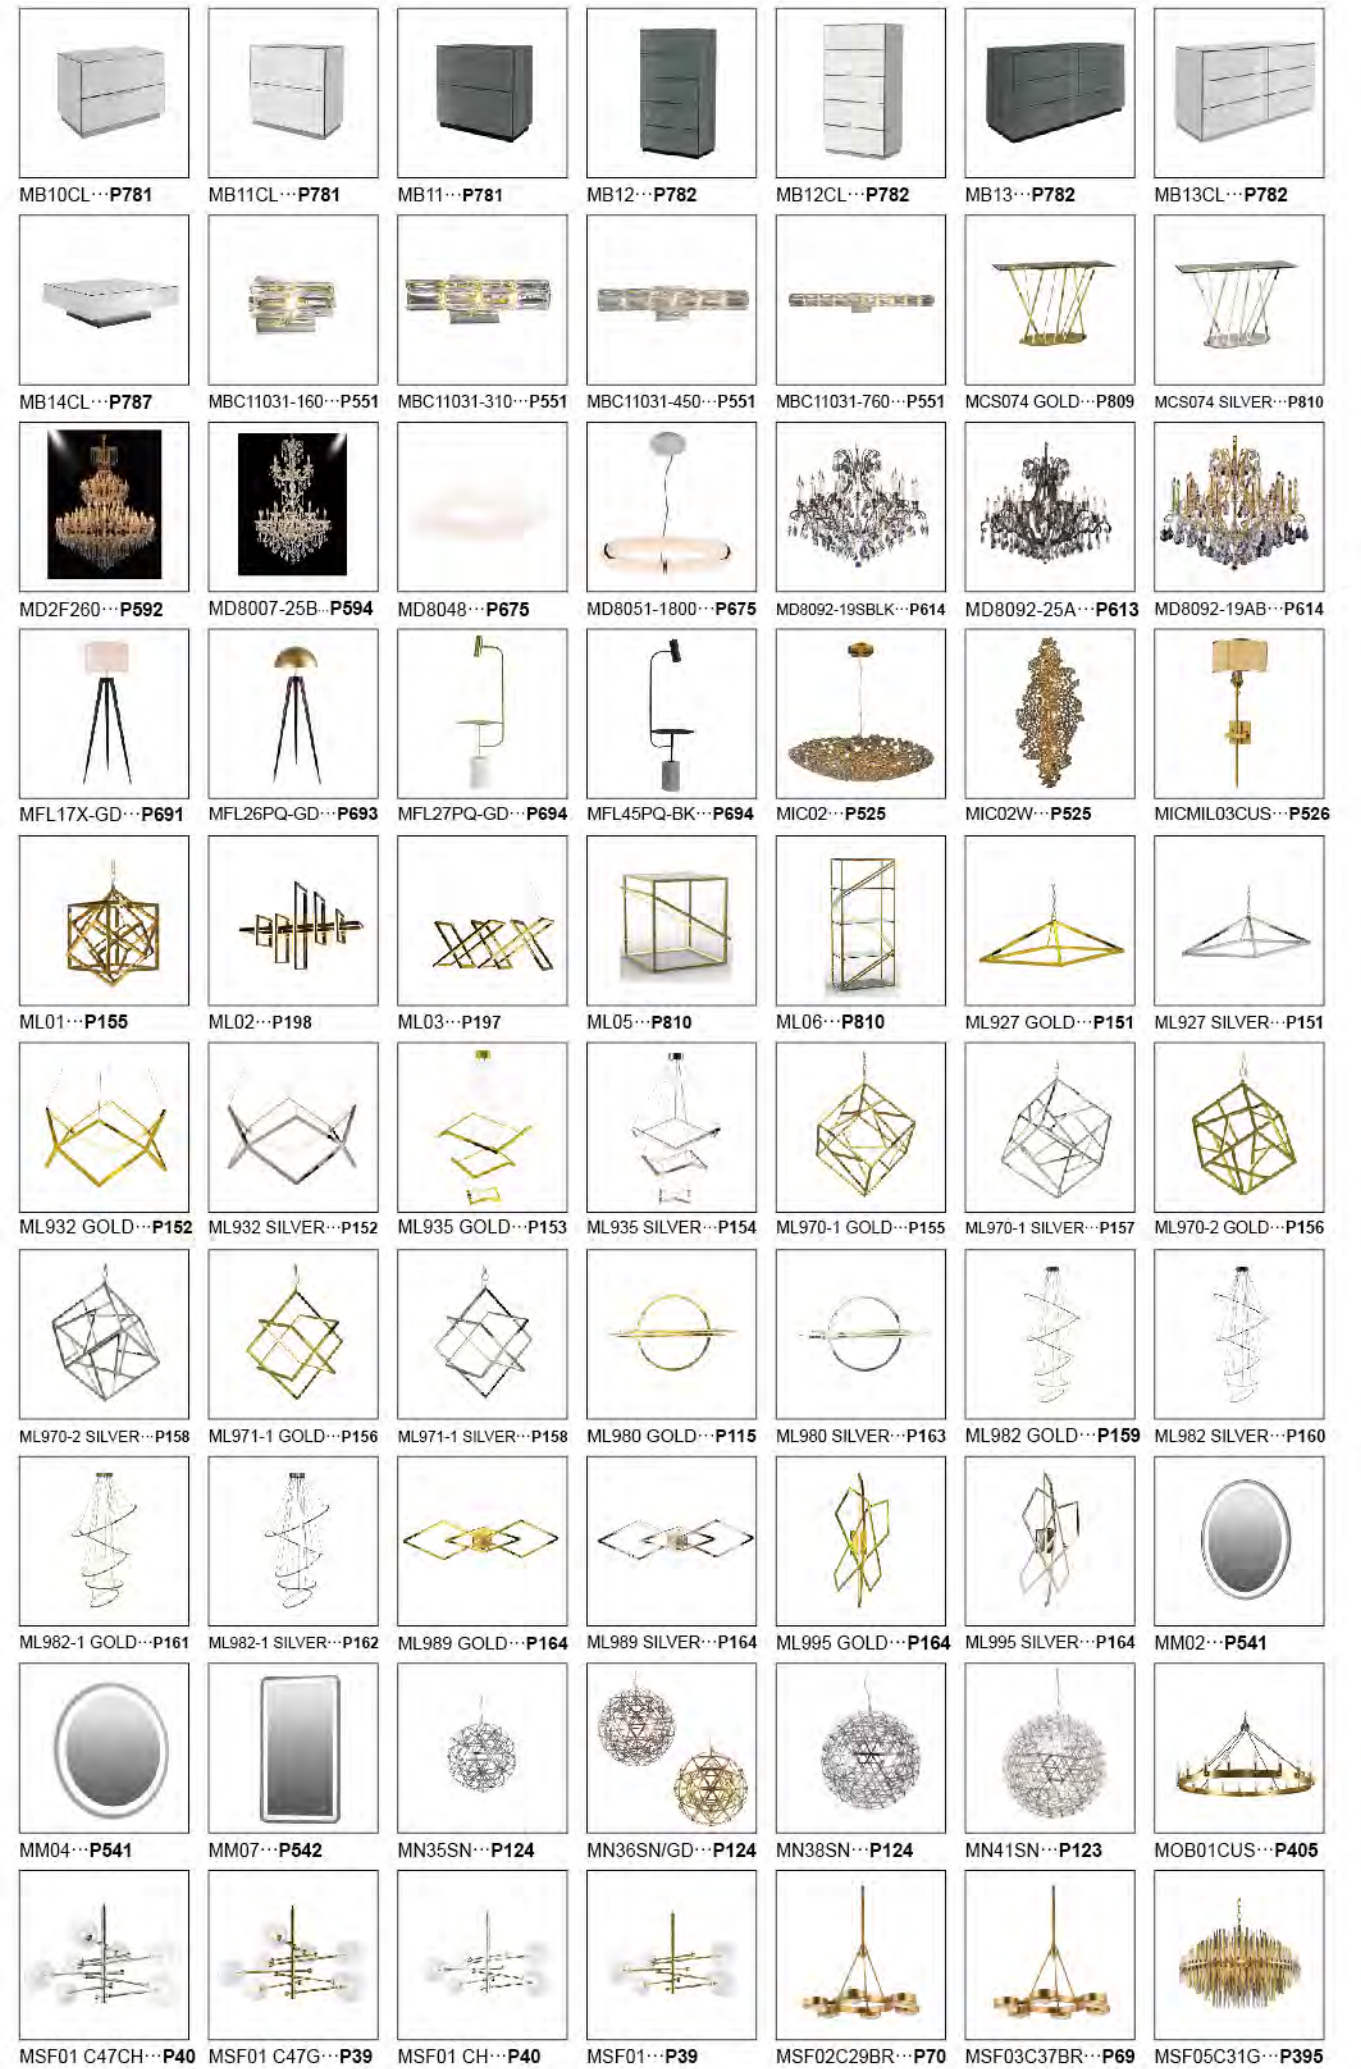 MB10CL···P781
MB11CL···P781
MB11···P781
MB12···P782
MB12CL···P782
MB13···P782
MB13CL···P782
MB14CL···P787
MBC11031-160···P551
MBC11031-310···P551
MBC11031-450···P551
MBC11031-760···P551
MCS074 GOLD···P809
MCS074 SILVER···P810
MD2F260···P592
MD8007-25B···P594
MD8048···P675
MD8051-1800···P675
MD8092-19SBLK···P614
MD8092-25A···P613
MD8092-19AB···P614
MFL17X-GD···P691
MFL26PQ-GD···P693
MFL27PQ-GD···P694
MFL45PQ-BK···P694
MIC02···P525
MIC02W···P525
MICMIL03CUS···P526
ML01···P155
ML02···P198
ML03···P197
ML05···P810
ML06···P810
ML927 GOLD···P151
ML927 SILVER···P151
ML932 GOLD···P152
ML932 SILVER···P152
ML935 GOLD···P153
ML935 SILVER···P154
ML970-1 GOLD···P155
ML970-1 SILVER···P157
ML970-2 GOLD···P156
ML970-2 SILVER···P158
ML971-1 GOLD···P156
ML971-1 SILVER···P158
ML980 GOLD···P115
ML980 SILVER···P163
ML982 GOLD···P159
ML982 SILVER···P160
ML982-1 GOLD···P161
ML982-1 SILVER···P162
ML989 GOLD···P164
ML989 SILVER···P164
ML995 GOLD···P164
ML995 SILVER···P164
MM02···P541
MM04···P541
MM07···P542
MN35SN···P124
MN36SN/GD···P124
MN38SN···P124
MN41SN···P123
MOB01CUS···P405
MSF01 C47CH···P40
MSF01 C47G···P39
MSF01 CH···P40
MSF01···P39
MSF02C29BR···P70
MSF03C37BR···P69
MSF05C31G···P395